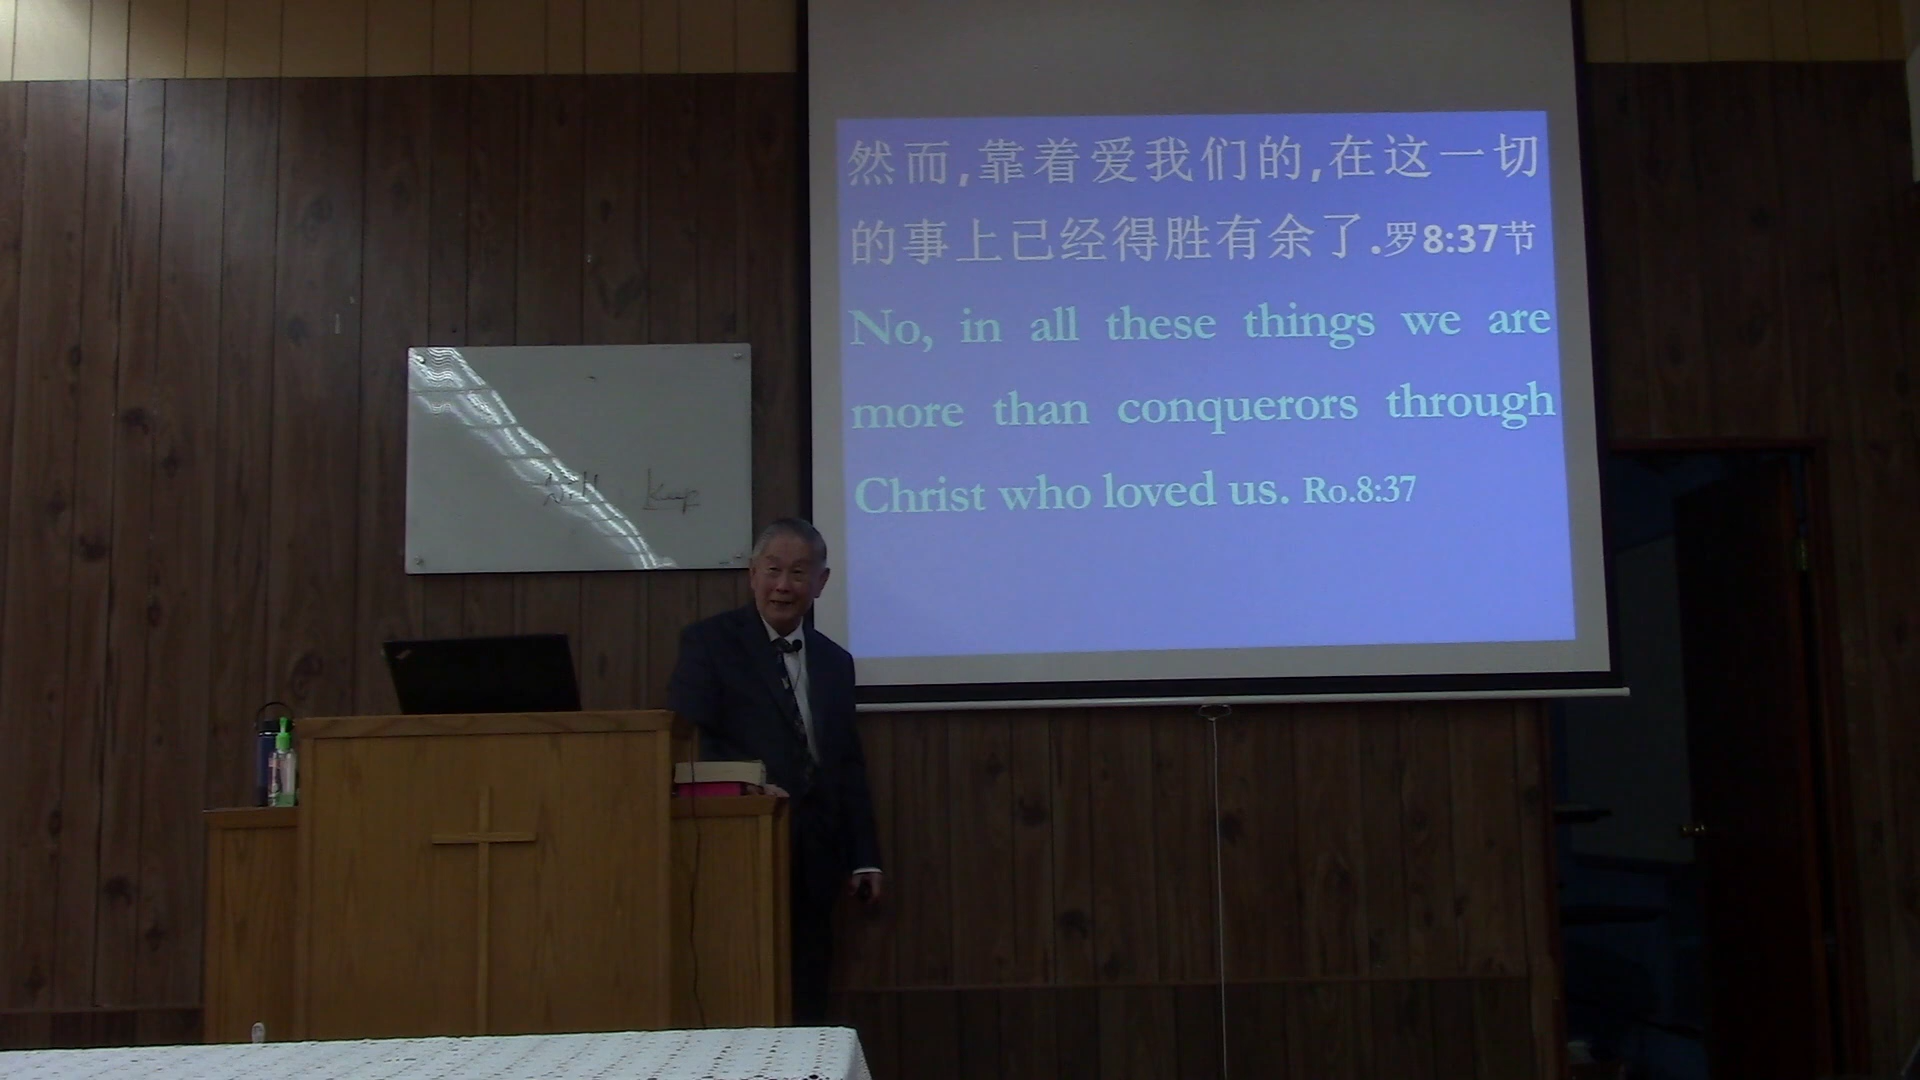 然而,靠着爱我们的,在这一切
的事上已经得胜有余了.罗8:37节
No, in all these things we are
more than conquerors through
Christ who loved us. Ro.8:37
Keep